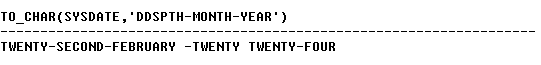 TO_CHAR(SYSDATE,'DDSPTH-MONTH-YEAR')
--------------------------------------------------------------------
TWENTY-SECOND-FEBRUARY -TWENTY TWENTY-FOUR